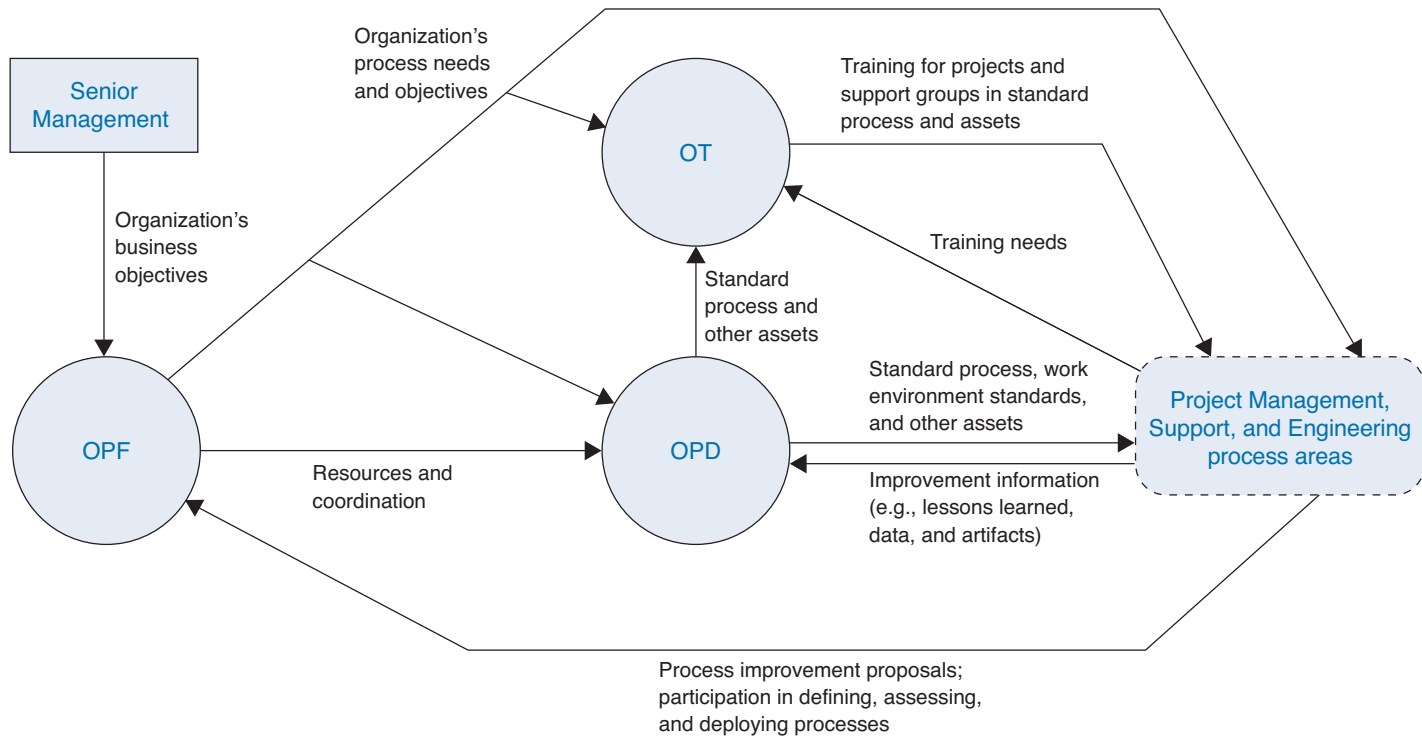 Organization’s
process needs
and objectives
Senior
Management
Training for projects and
support groups in standard
process and assets
OT
Organization’s
business
objectives
Training needs
Standard
process and
other assets
Standard process, work
environment standards,
and other assets
Project Management,
Support, and Engineering
process areas
OPF
OPD
Resources and
coordination
Improvement information
(e.g., lessons learned,
data, and artifacts)
Process improvement proposals;
participation in defining, assessing,
and deploying processes